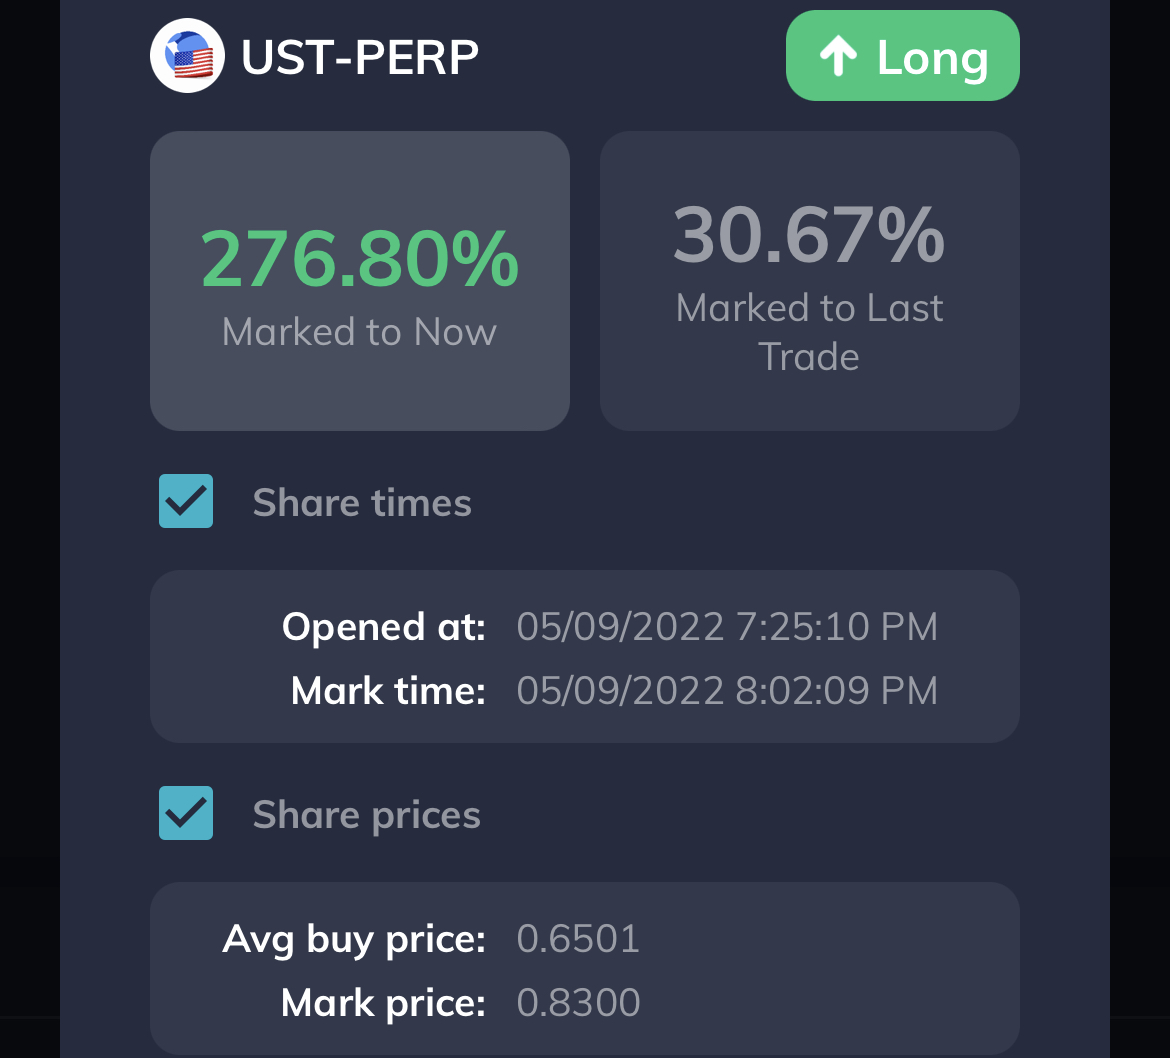 UST-PERP
Long
276.80%
Marked to Now
30.67%
Marked to Last
Trade
Share times
Opened at: 05/09/2022 7:25:10 PM
Mark time: 05/09/2022 8:02:09 PM
Share prices
Avg buy price: 0.6501
Mark price: 0.8300